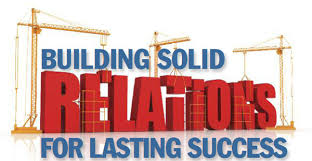 BUILDING SOLID
RELATIONS
FOR LASTING SUCCESS